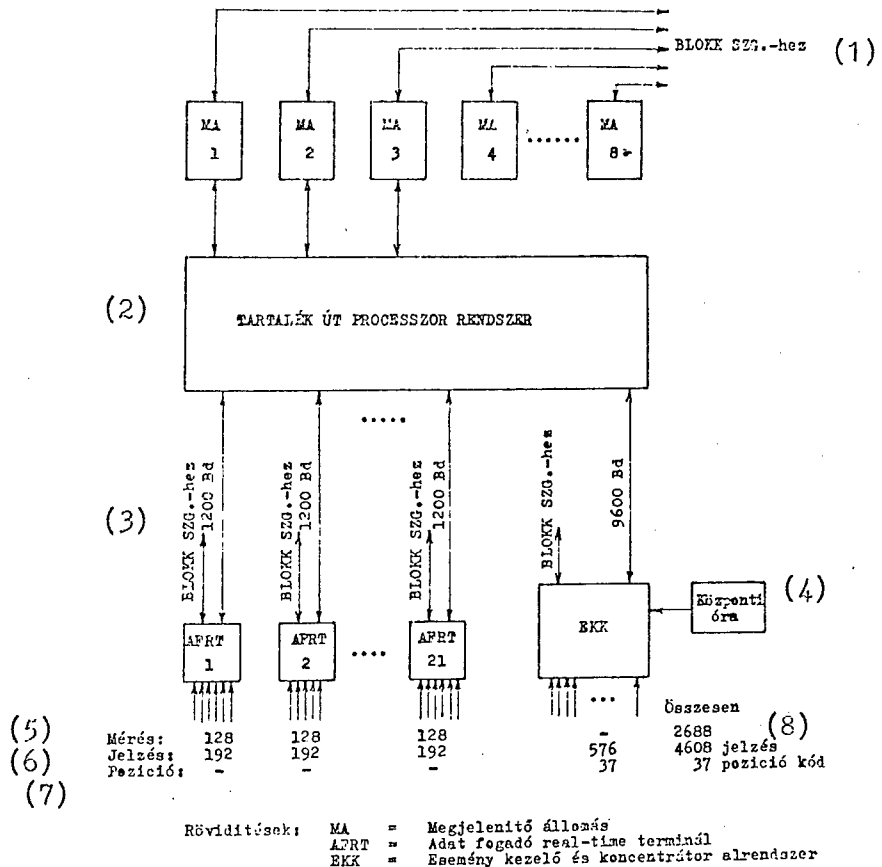 BLOKK SZG.-hez (1)
MA 1
MA 2
MA 3
MA 4
MA 8
(2) TARTALÉK ÚT PROCESSZOR RENDSZER
(3)
BLOKK SZG.-hez
1200 Bd
BLOKK SZG.-hez
1200 Bd
BLOKK SZG.-hez
1200 Bd
BLOKK SZG.-hez
9600 Bd
AFRT 1
AFRT 2
AFRT 21
EKK
Központi óra (4)
Összesen
(5) Mérés: 128 128 128 - 2688 (8)
(6) Jelzés: 192 192 192 576 4608 jelzés
(7) Pozició: - - - 37 37 pozició kód
Röviditések: MA = Megjelenitő állomás
AFRT = Adat fogadó real-time terminál
EKK = Esemény kezelő és koncentrátor alrendszer